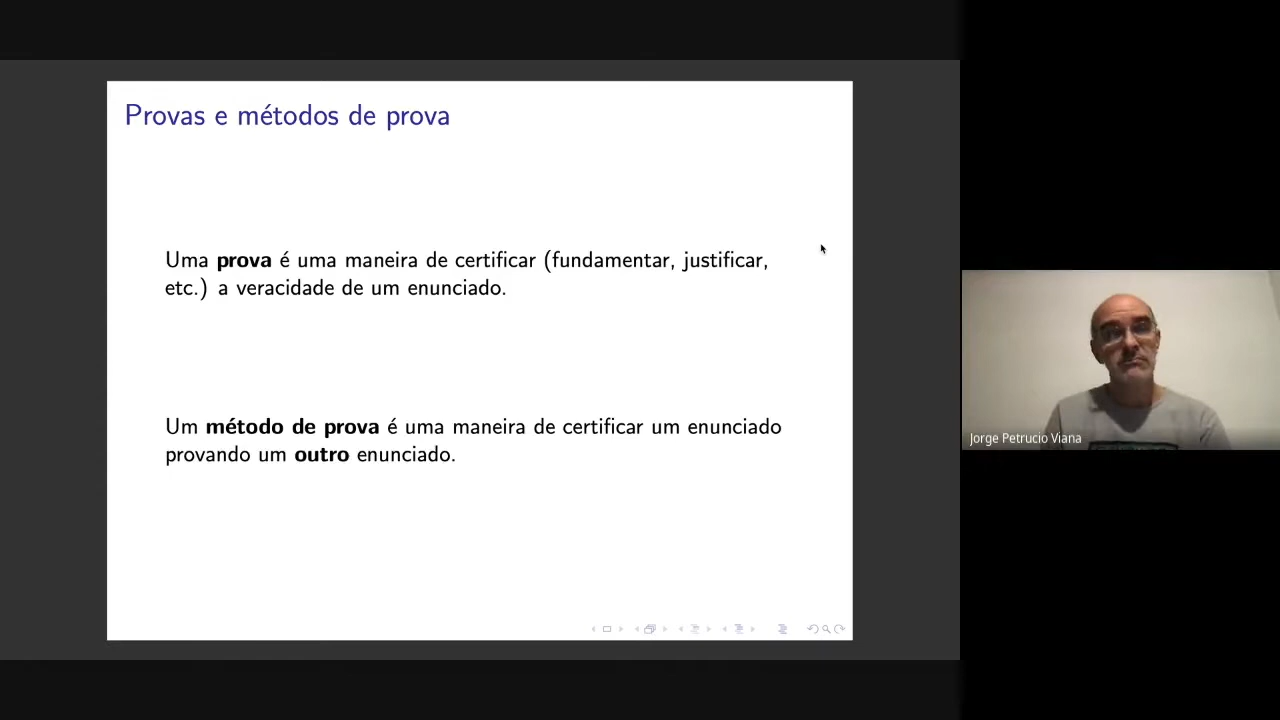 Provas e métodos de prova
Uma prova é uma maneira de certificar (fundamentar, justificar,
etc.) a veracidade de um enunciado.
Um método de prova é uma maneira de certificar um enunciado
provando um outro enunciado.
Jorge Petrucio Viana